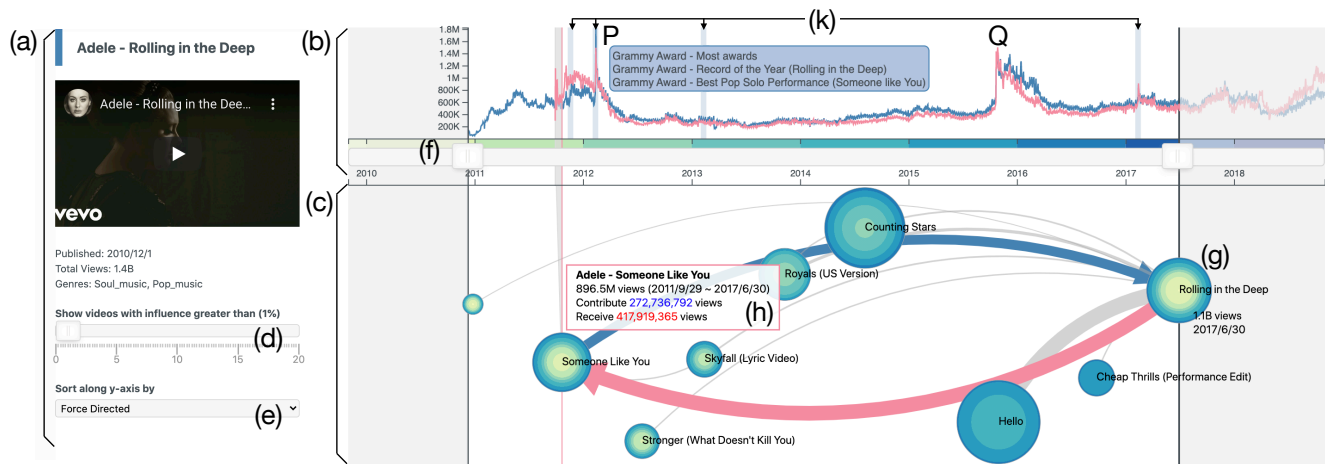 (a)
Adele - Rolling in the Deep
Adele - Rolling in the Dee...
vevo
Published: 2010/12/1
Total Views: 1.4B
Genres: Soul_music, Pop_music
Show videos with influence greater than (1%)
(d)
0 5 10 15 20
Sort along y-axis by
Force Directed
(e)
(b)
(k)
1.8M
1.6M
1.4M
1.2M
1M
800K
600K
400K
200K
P
Q
Grammy Award - Most awards
Grammy Award - Record of the Year (Rolling in the Deep)
Grammy Award - Best Pop Solo Performance (Someone like You)
(f)
2010 2011 2012 2013 2014 2015 2016 2017 2018
(c)
Counting Stars
Adele - Someone Like You
896.5M views (2011/9/29 ~ 2017/6/30)
Contribute 272,736,792 views
Receive 417,919,365 views
(h)
Royals (US Version)
(g)
Rolling in the Deep
1.1B views
2017/6/30
Someone Like You
Skyfall (Lyric Video)
Cheap Thrills (Performance Edit)
Hello
Stronger (What Doesn't Kill You)